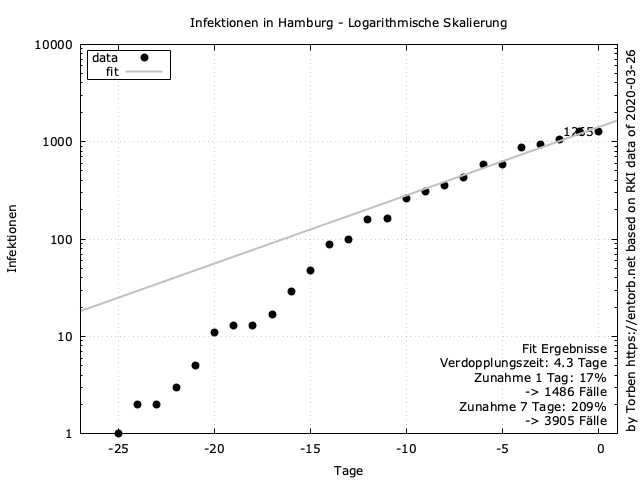 Infektionen in Hamburg - Logarithmische Skalierung
10000
1000
100
10
1
Infektionen
data
fit
Fit Ergebnisse
Verdopplungszeit: 4.3 Tage
Zunahme 1 Tag: 17%
-> 1486 Fälle
Zunahme 7 Tage: 209%
-> 3905 Fälle
-25 -20 -15 -10 -5 0
Tage
by Torben https://entorb.net based on RKI data of 2020-03-26